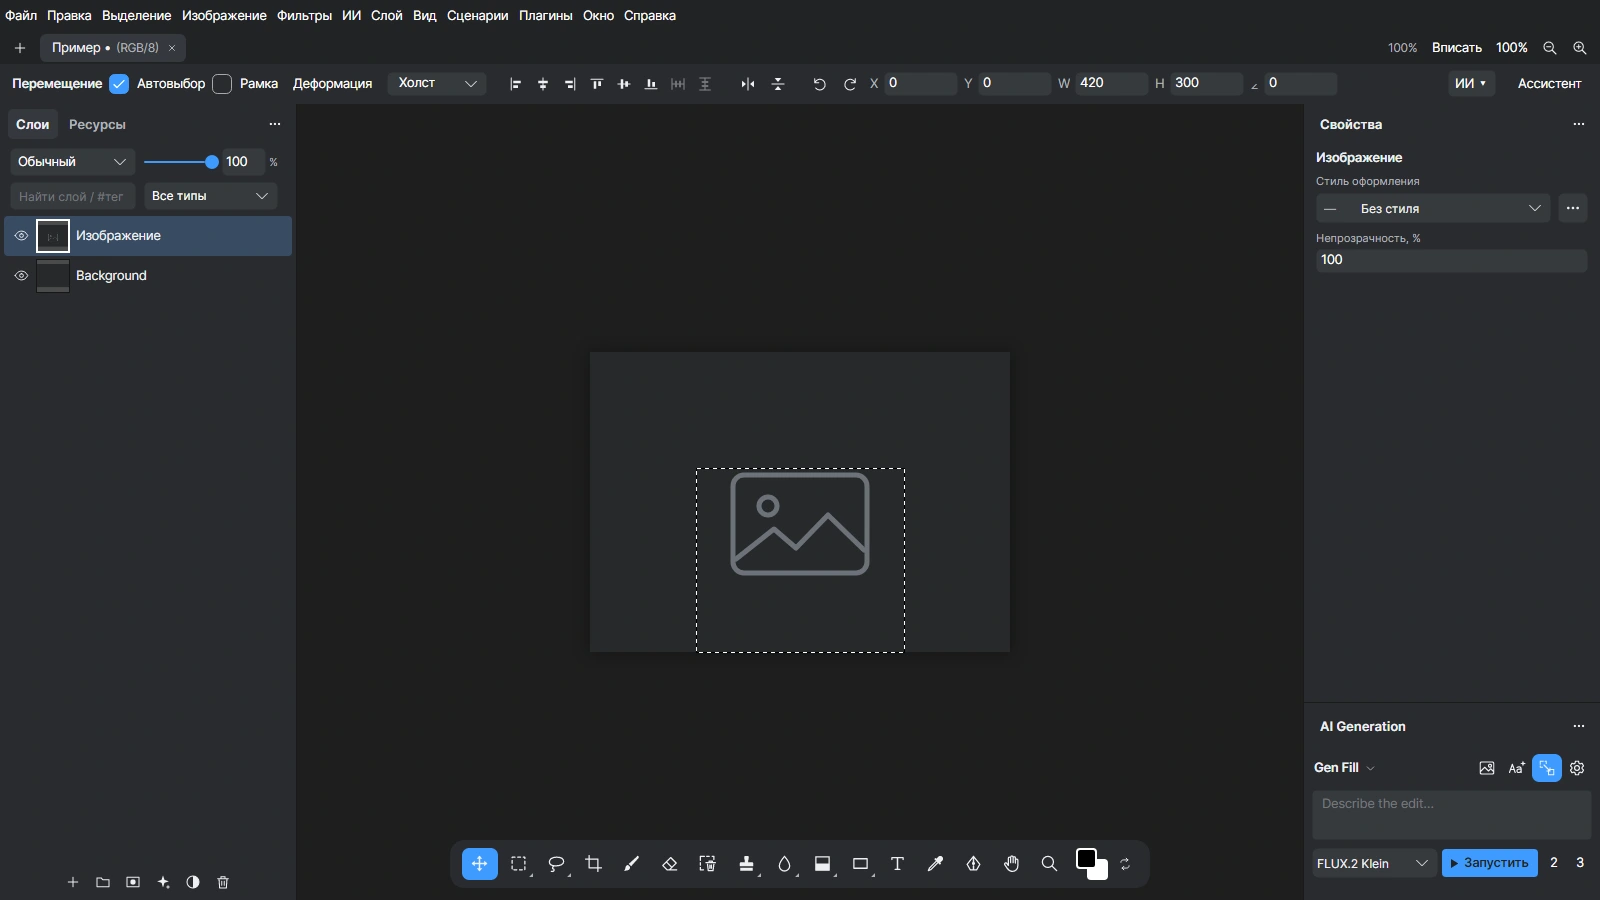 Файл Правка Выделение Изображение Фильтры ИИ Слой Вид Сценарии Плагины Окно Справка
Пример • (RGB/8) 100% Вписать 100%
Перемещение Автовыбор Рамка Деформация Холст X 0 Y 0 W 420 H 300 0 ИИ Ассистент
Слои Ресурсы
Обычный 100 %
Найти слой / #тег Все типы
Изображение
Background
Свойства
Изображение
Стиль оформления
Без стиля
Непрозрачность, %
100
AI Generation
Gen Fill Aa+
Describe the edit...
FLUX.2 Klein Запустить 2 3
T